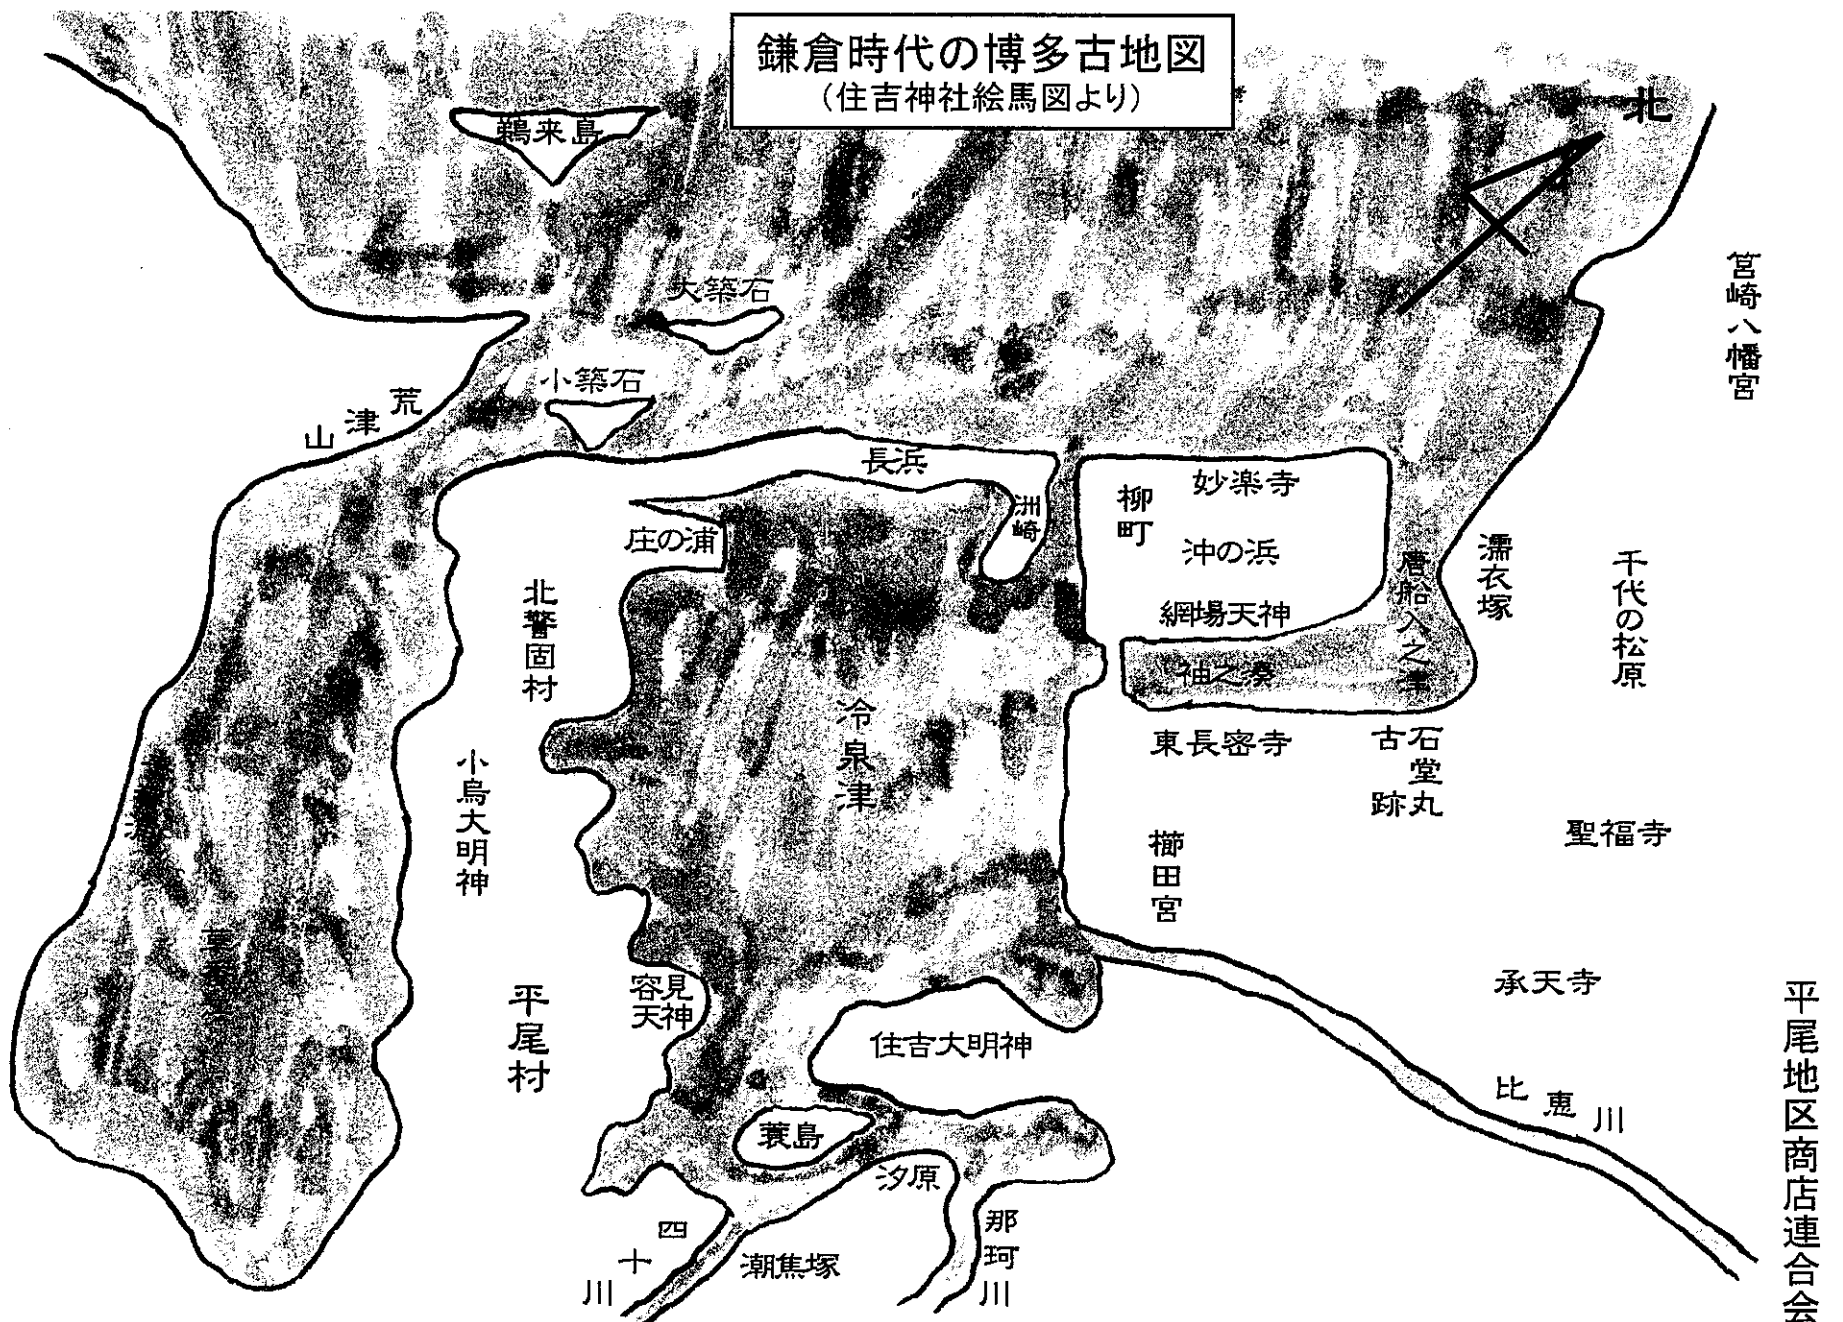 鎌倉時代の博多古地図
(住吉神社絵馬図より)
北
鵜来島
大築石
小築石
荒津山
筥崎八幡宮
長浜
洲崎
柳町
妙楽寺
沖の浜
網場天神
唐船入之津
濡衣塚
千代の松原
庄の浦
北警固村
袖之湊
冷泉津
東長密寺
石堂丸
古跡
小烏大明神
櫛田宮
聖福寺
容見
天神
平尾村
承天寺
住吉大明神
比恵川
蓑島
汐原
四十川
潮焦塚
那珂川
平尾地区商店連合会